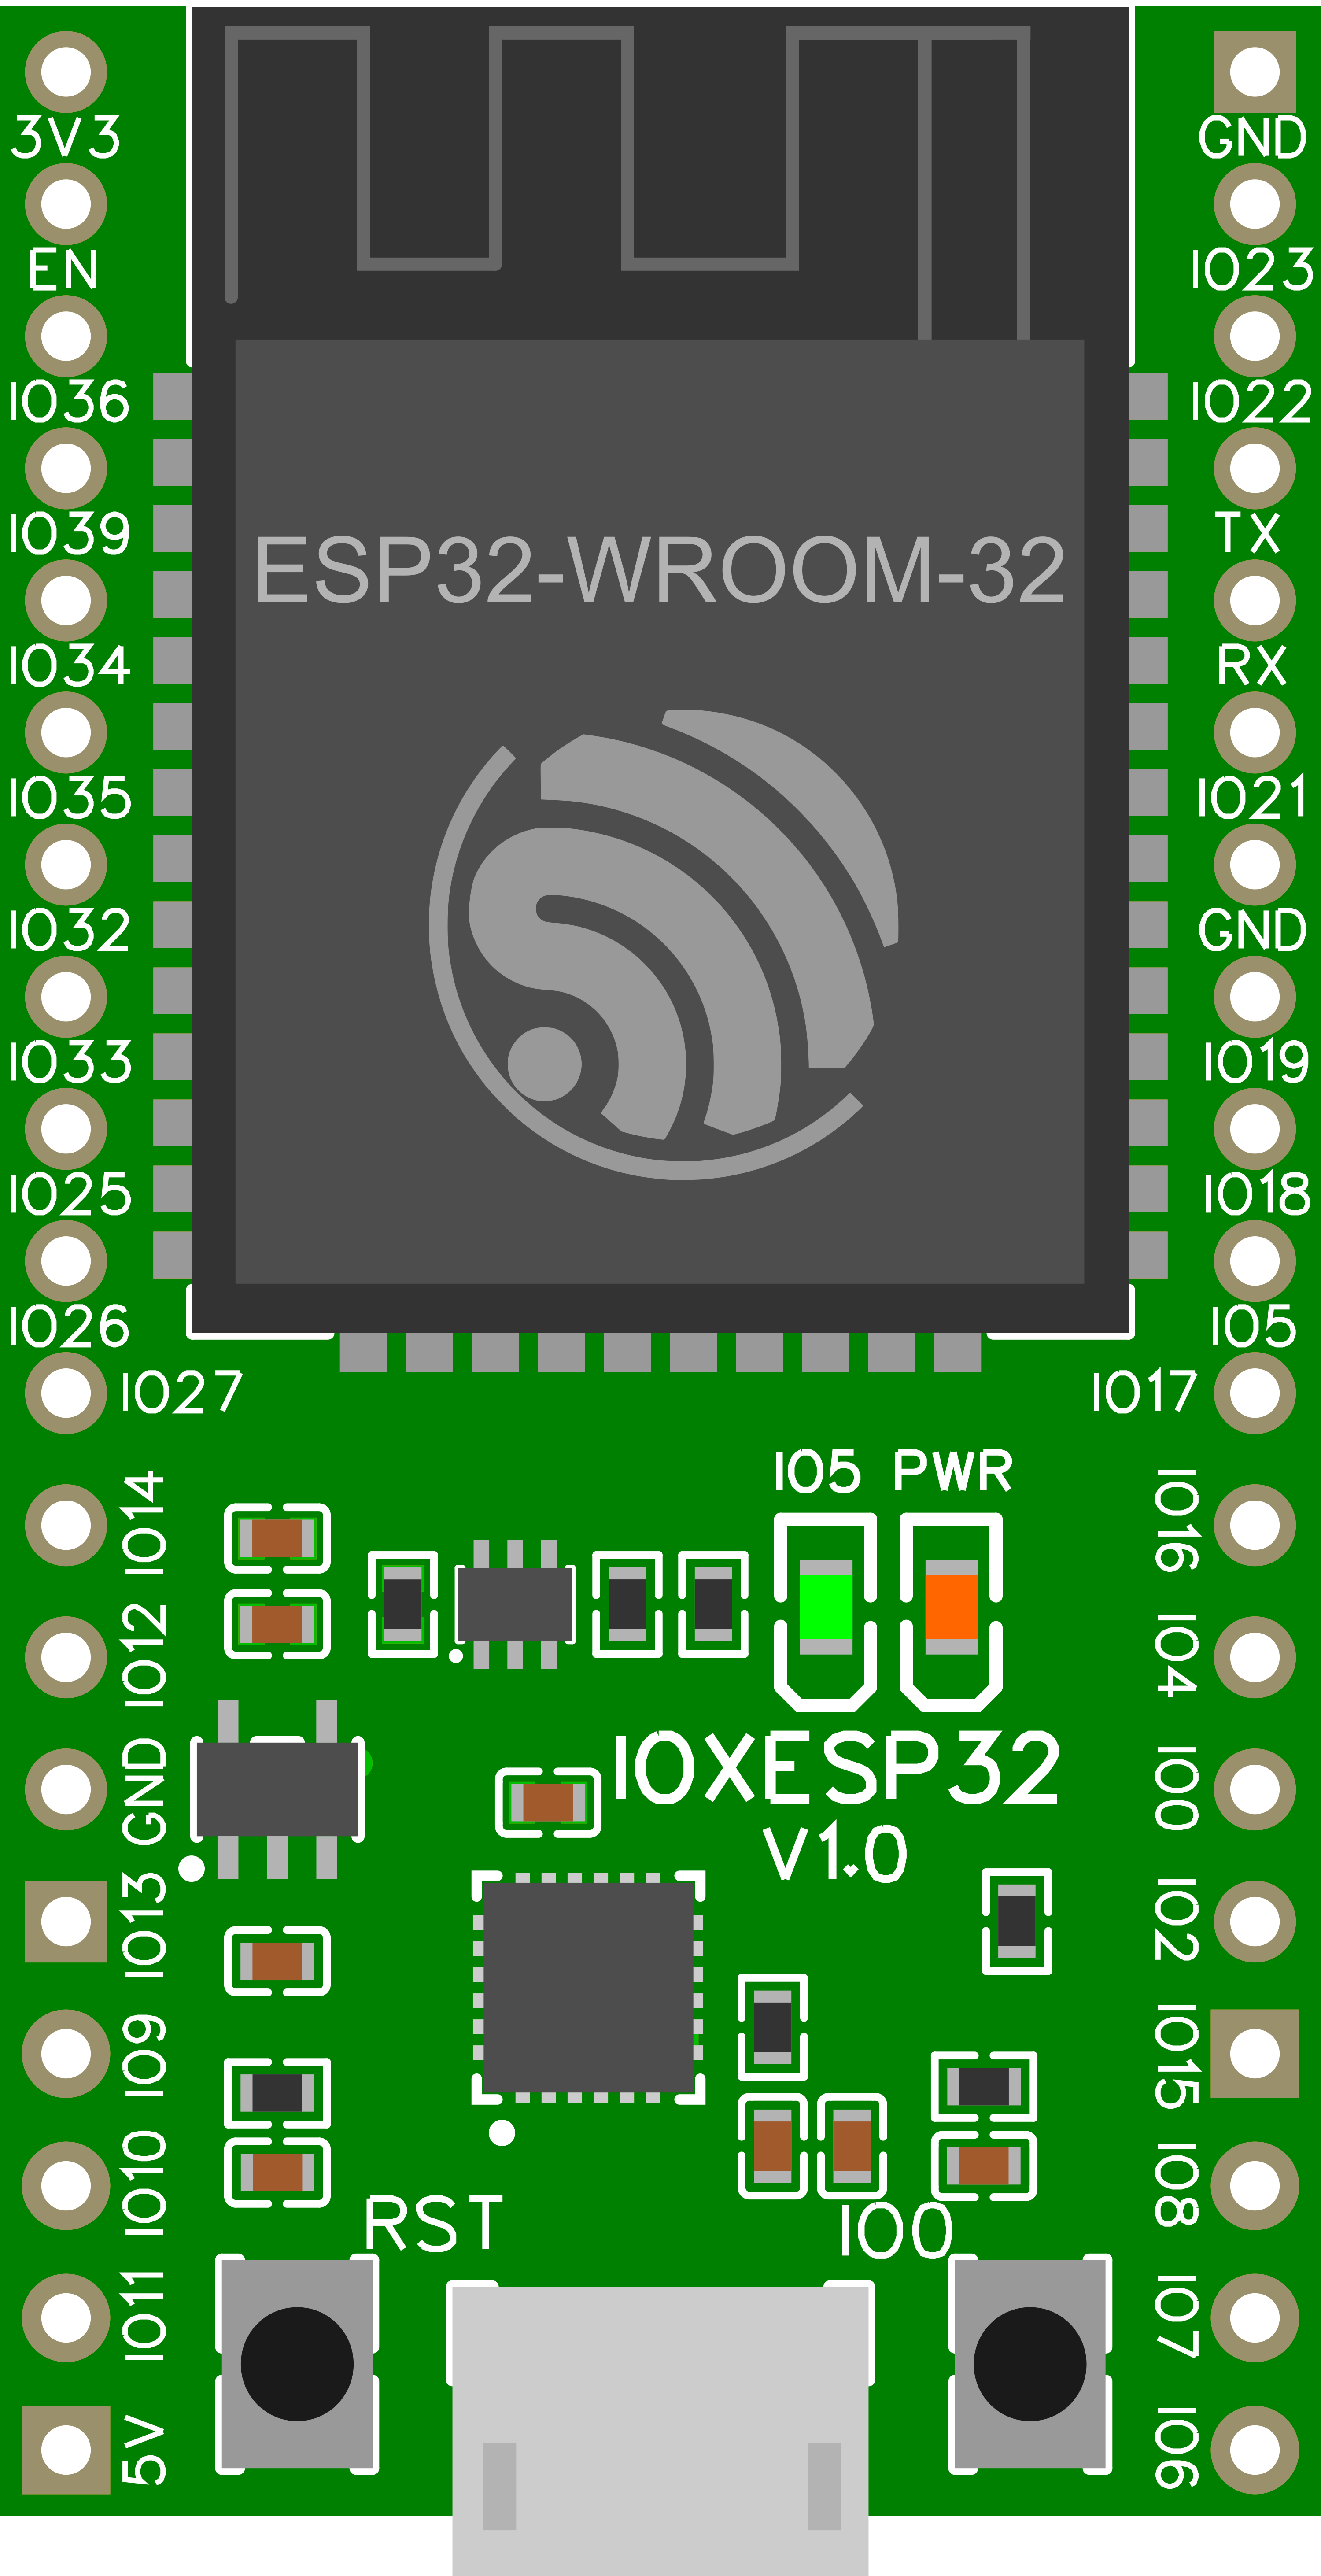 3V3
GND
EN
IO23
IO36
IO22
IO39
TX
ESP32-WROOM-32
IO34
RX
IO35
IO21
IO32
GND
IO33
IO19
IO25
IO18
IO26
IO5
IO27
IO17
IO5 PWR
IO14
IO16
IO12
IO4
IOXESP32
GND
IO0
V1.0
IO13
IO2
IO9
IO15
IO10
IO8
RST
IO0
IO11
IO7
5V
IO6